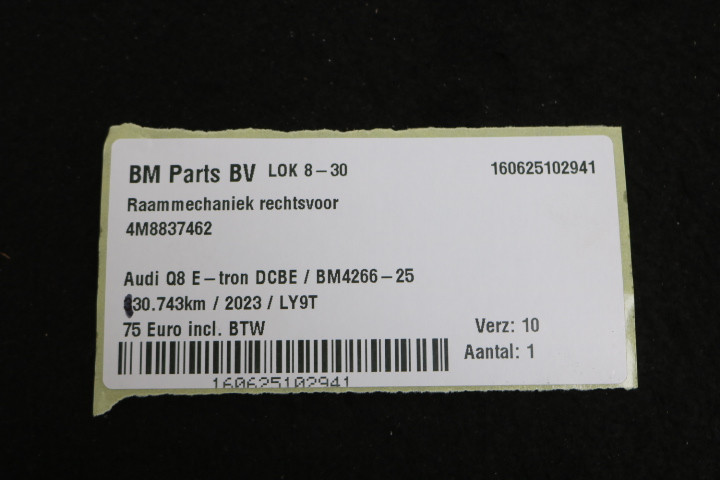 BM Parts BV LOK 8-30 160625102941
Raammechaniek rechtsvoor
4M8837462
Audi Q8 E-tron DCBE / BM4266-25
30.743km / 2023 / LY9T
75 Euro incl. BTW Verz: 10
Aantal: 1
160625102941